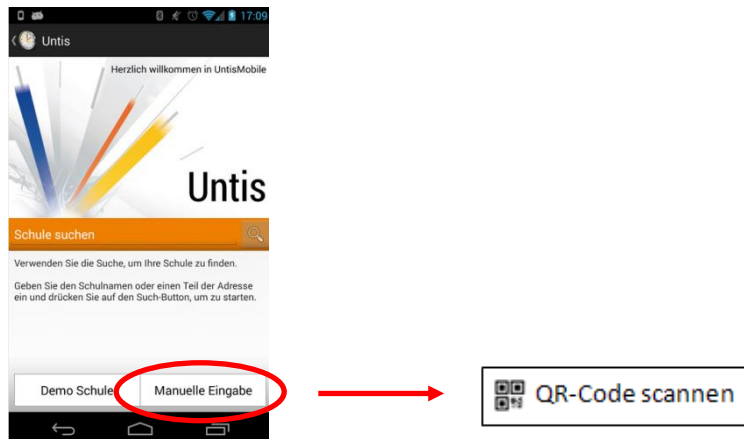 17:09
Untis
Herzlich willkommen in UntisMobile
Untis
Schule suchen
Verwenden Sie die Suche, um Ihre Schule zu finden.
Geben Sie den Schulnamen oder einen Teil der Adresse
ein und drücken Sie auf den Such-Button, um zu starten.
Demo Schule
Manuelle Eingabe
QR-Code scannen